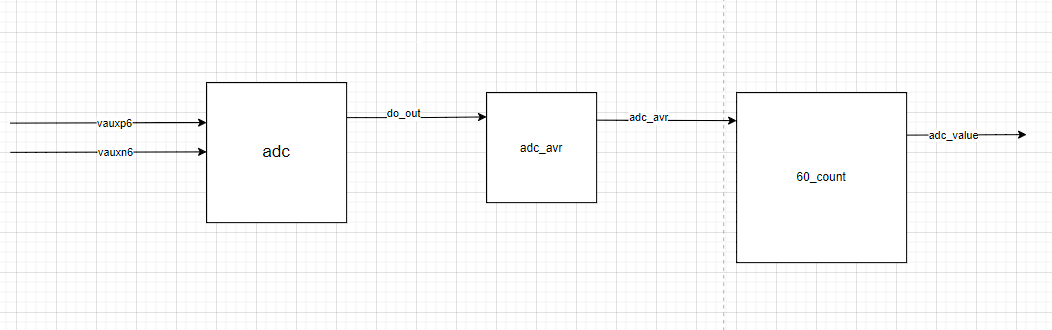 vauxp6
vauxn6
adc
do_out
adc_avr
adc_avr
60_count
adc_value